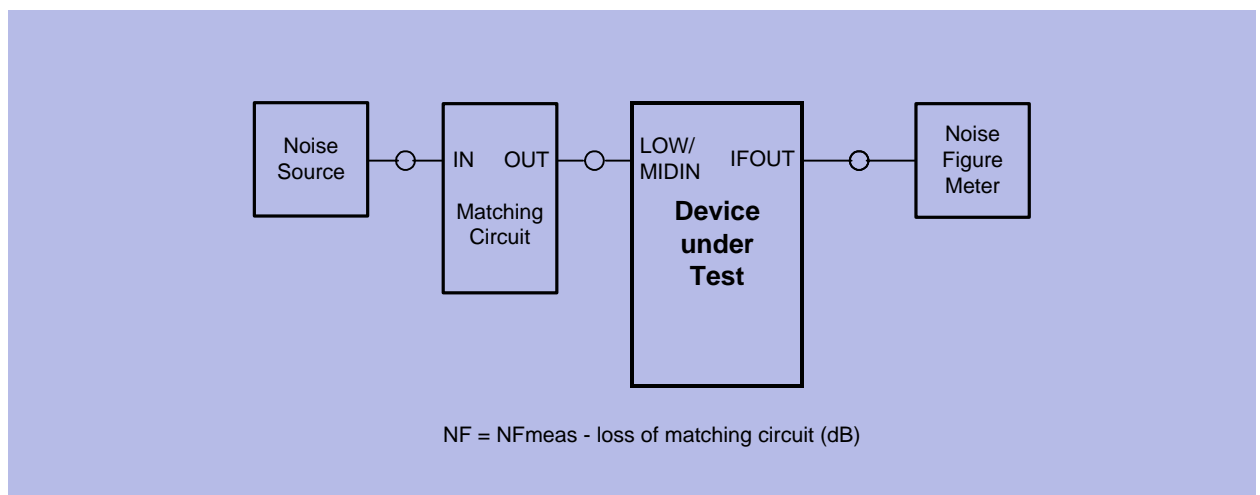 Noise
Source
IN
OUT
Matching
Circuit
LOW/
MIDIN
IFOUT
Device
under
Test
Noise
Figure
Meter
NF = NFmeas - loss of matching circuit (dB)